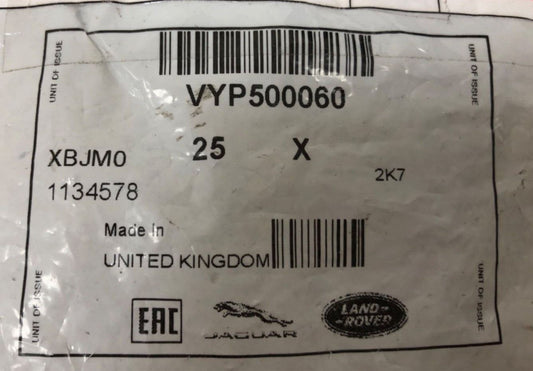 UNIT OF ISSUE
UNIT OF ISSUE
VYP500060
25 X
XBJM0
2K7
1134578
Made In
UNITED KINGDOM
UNIT OF ISSUE
UNIT OF ISSUE
EAC
JAGUAR
LAND-
-ROVER